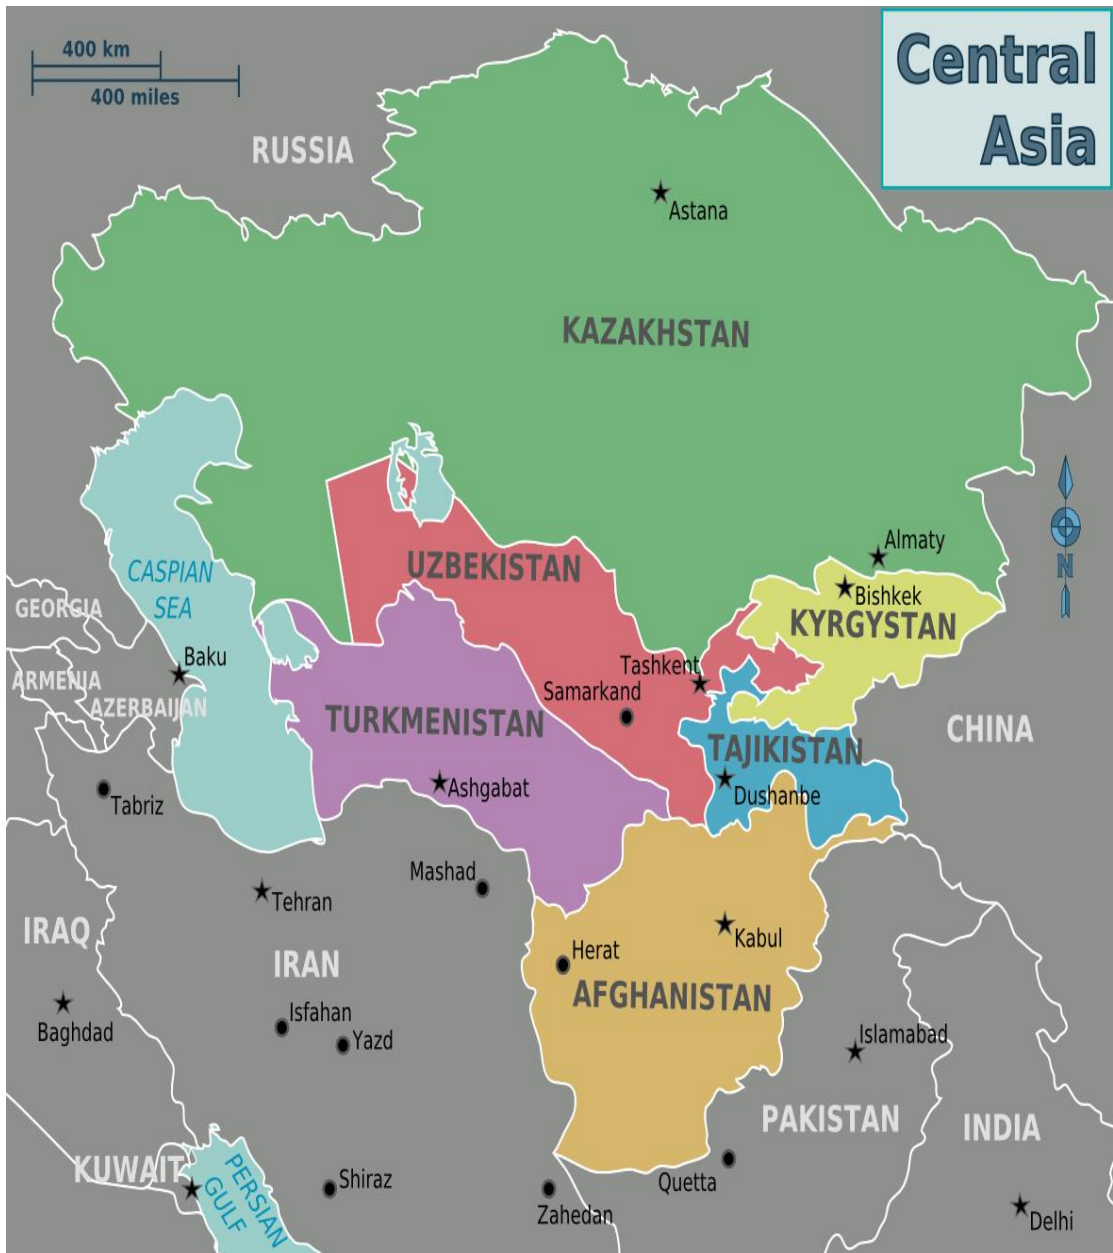 400 km
400 miles
Central
Asia
RUSSIA
Astana
KAZAKHSTAN
Almaty
CASPIAN
SEA
UZBEKISTAN
N
Bishkek
GEORGIA
KYRGYSTAN
Baku
Tashkent
ARMENIA
Samarkand
AZERBAIJAN
TURKMENISTAN
CHINA
TAJIKISTAN
Ashgabat
Dushanbe
Tabriz
Mashad
Tehran
IRAQ
Kabul
Herat
IRAN
AFGHANISTAN
Isfahan
Baghdad
Yazd
Islamabad
PAKISTAN
INDIA
KUWAIT
PERSIAN
GULF
Shiraz
Quetta
Zahedan
Delhi